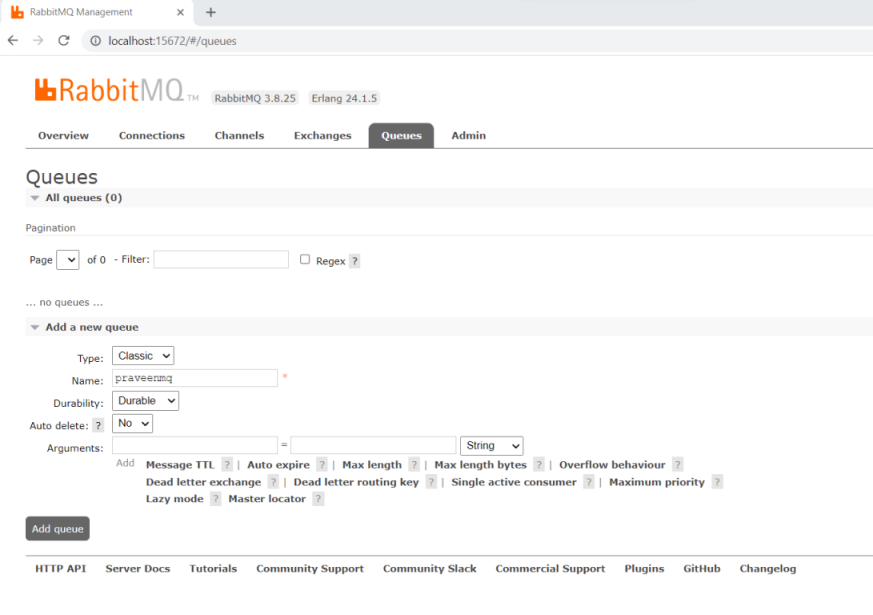 RabbitMQ Management
localhost:15672/#/queues
RabbitMQ TM RabbitMQ 3.8.25 Erlang 24.1.5
Overview Connections Channels Exchanges Queues Admin
Queues
All queues (0)
Pagination
Page of 0 - Filter: Regex ?
... no queues ...
Add a new queue
Type: Classic
Name: praveenmq *
Durability: Durable
Auto delete: ? No
Arguments: = String
Add Message TTL ? | Auto expire ? | Max length ? | Max length bytes ? | Overflow behaviour ?
Dead letter exchange ? | Dead letter routing key ? | Single active consumer ? | Maximum priority ?
Lazy mode ? Master locator ?
Add queue
HTTP API Server Docs Tutorials Community Support Community Slack Commercial Support Plugins GitHub Changelog